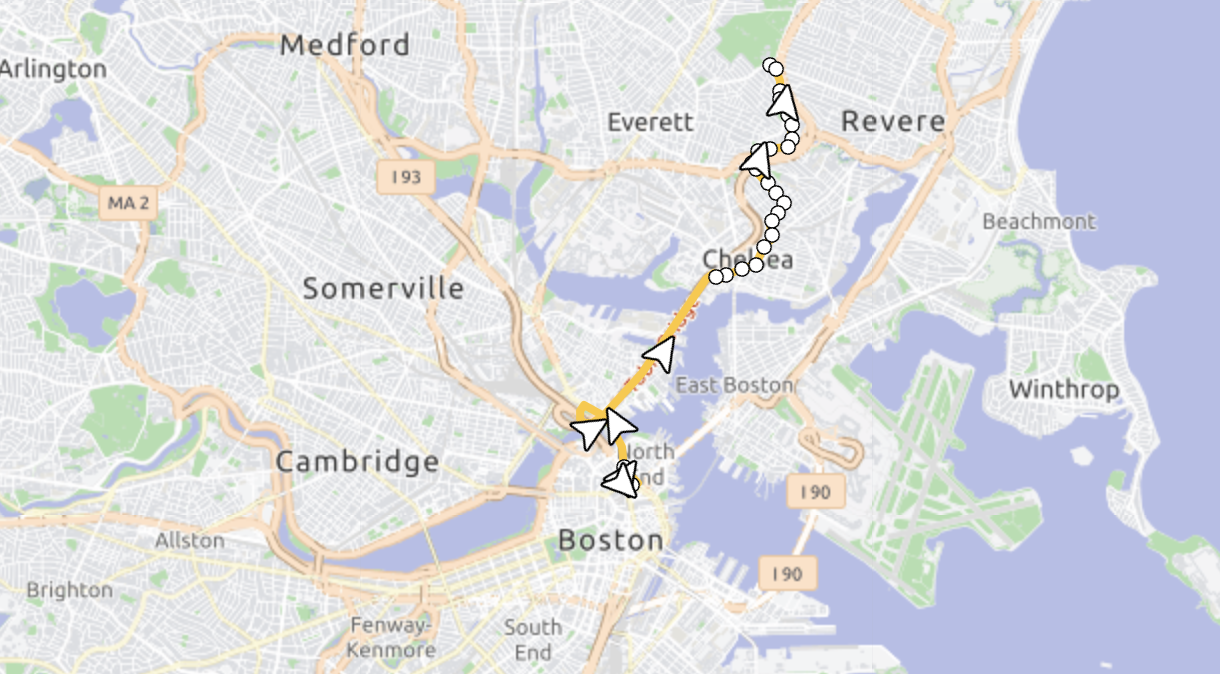 Medford
Arlington
Everett
Revere
I 93
MA 2
Beachmont
Chelsea
Somerville
East Boston
Winthrop
North
End
Cambridge
I 90
Boston
Allston
I 90
Brighton
Fenway-
Kenmore
South
End